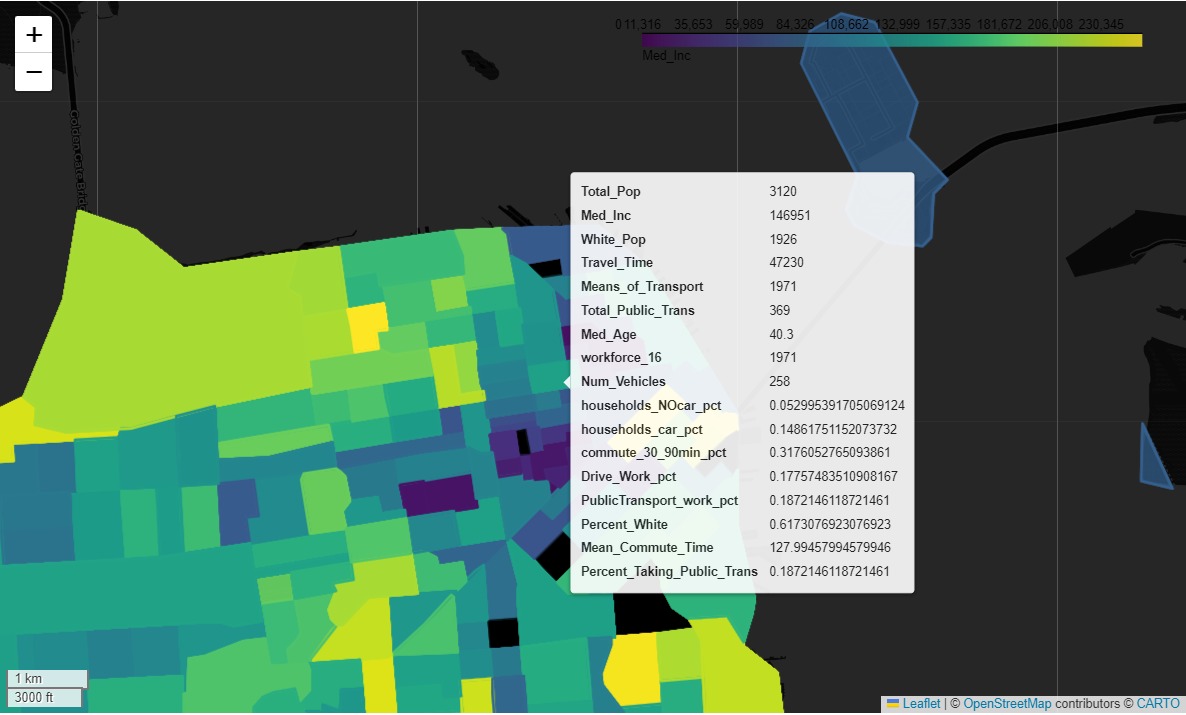 +
−
011,316 35,653 59,989 84,326 108,662 132,999 157,335 181,672 206,008 230,345
Med_Inc
Golden Gate Bridge
Total_Pop 3120
Med_Inc 146951
White_Pop 1926
Travel_Time 47230
Means_of_Transport 1971
Total_Public_Trans 369
Med_Age 40.3
workforce_16 1971
Num_Vehicles 258
households_NOcar_pct 0.052995391705069124
households_car_pct 0.14861751152073732
commute_30_90min_pct 0.3176052765093861
Drive_Work_pct 0.17757483510908167
PublicTransport_work_pct 0.1872146118721461
Percent_White 0.6173076923076923
Mean_Commute_Time 127.99457994579946
Percent_Taking_Public_Trans 0.1872146118721461
1 km
3000 ft
Leaflet | © OpenStreetMap contributors © CARTO